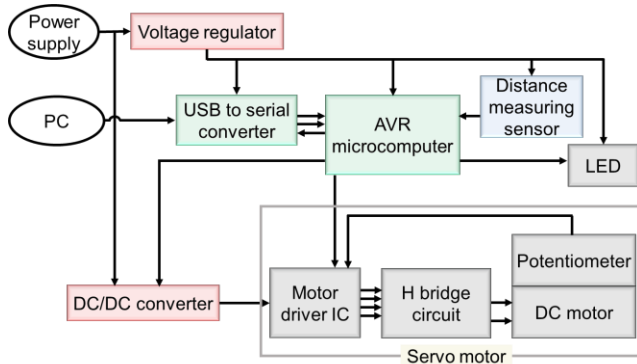 Power
supply
Voltage regulator
PC
USB to serial
converter
AVR
microcomputer
Distance
measuring
sensor
LED
DC/DC converter
Motor
driver IC
H bridge
circuit
Potentiometer
DC motor
Servo motor